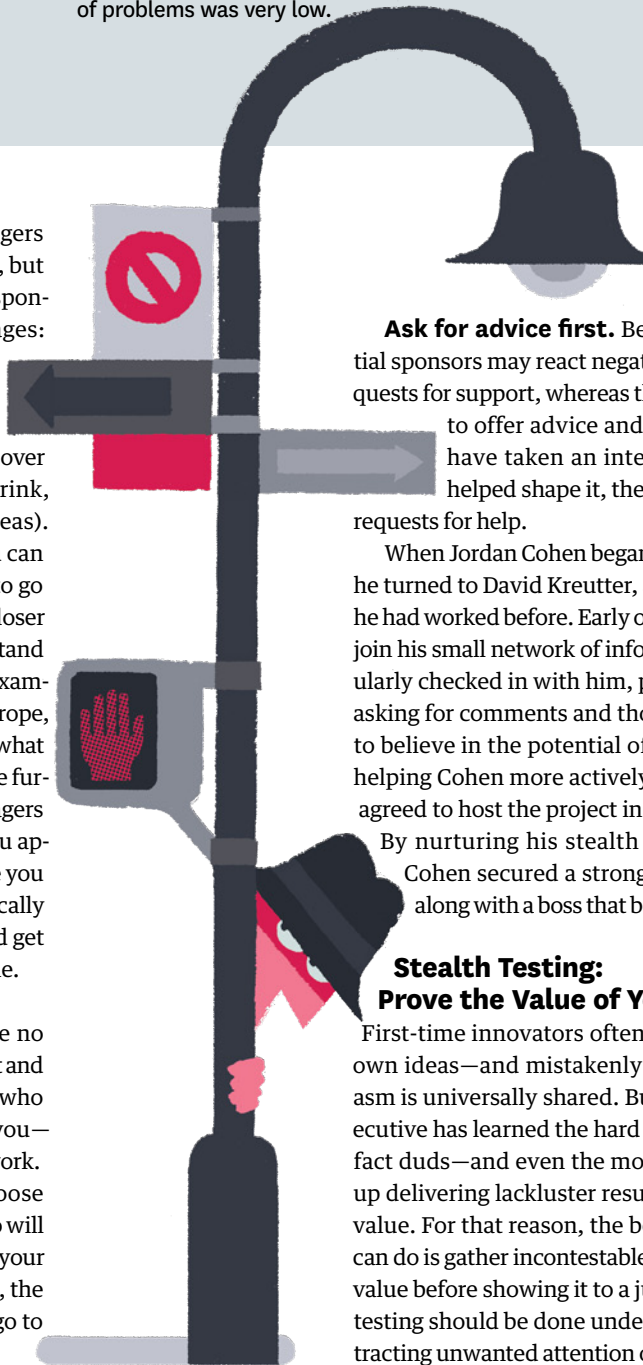 of problems was very low.
gers
, but
spon-
ges:
over
rink,
eas).
can
to go
loser
tand
xam-
rope,
what
e fur-
gers
u ap-
e you
cally
d get
e.
e no
t and
who
you—
ork.
oose
o will
your
, the
go to
Ask for advice first. Be
tial sponsors may react negat
quests for support, whereas t
to offer advice and
have taken an inte
helped shape it, the
requests for help.
When Jordan Cohen began
he turned to David Kreutter,
he had worked before. Early o
join his small network of info
ularly checked in with him, p
asking for comments and tho
to believe in the potential of
helping Cohen more actively
agreed to host the project in
By nurturing his stealth
Cohen secured a strong
along with a boss that b
Stealth Testing:
Prove the Value of Y
First-time innovators often
own ideas—and mistakenly
asm is universally shared. Bu
ecutive has learned the hard
fact duds—and even the mo
up delivering lackluster resu
value. For that reason, the b
can do is gather incontestable
value before showing it to a ju
testing should be done unde
tracting unwanted attention